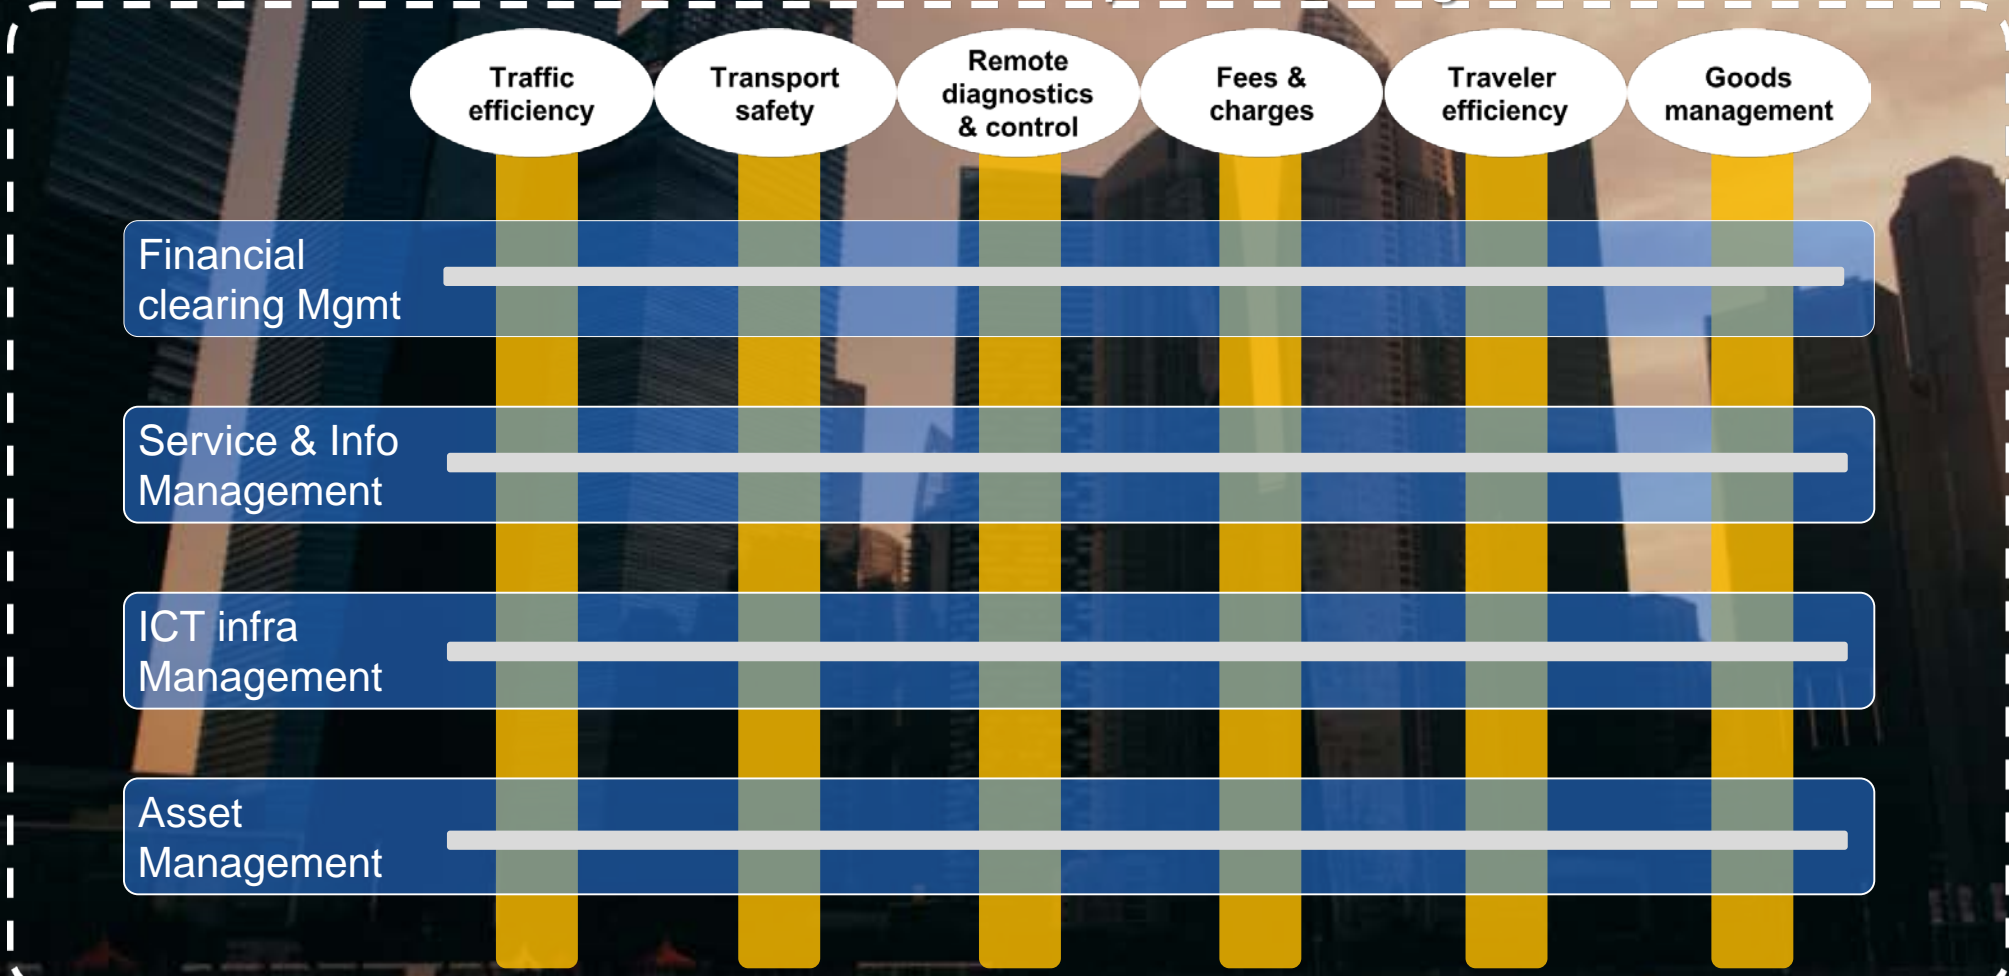 Traffic
efficiency
Transport
safety
Remote
diagnostics
& control
Fees &
charges
Traveler
efficiency
Goods
management
Financial
clearing Mgmt
Service & Info
Management
ICT infra
Management
Asset
Management